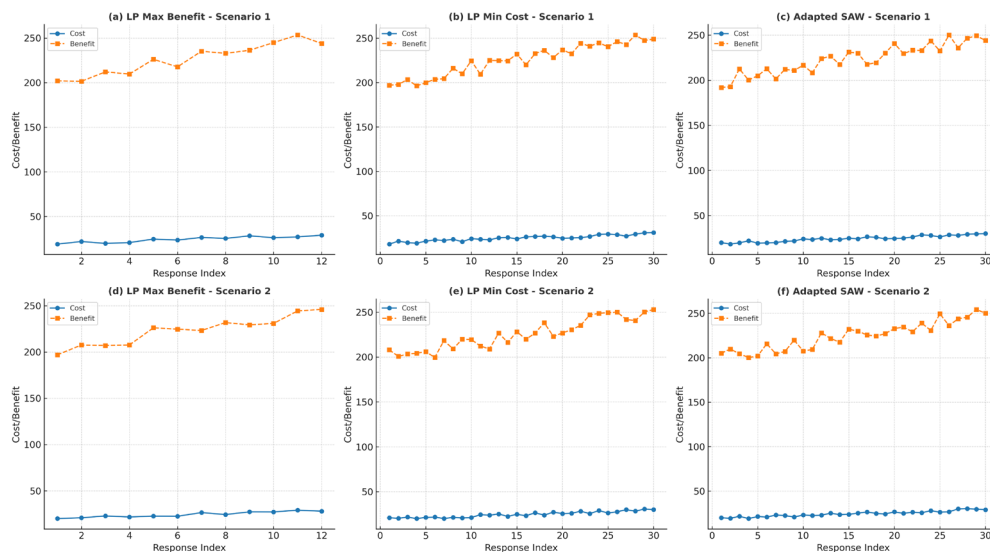 (a) LP Max Benefit - Scenario 1
Cost
Benefit
250
200
150
100
50
Cost/Benefit
2 4 6 8 10 12
Response Index
(b) LP Min Cost - Scenario 1
Cost
Benefit
250
200
150
100
50
Cost/Benefit
0 5 10 15 20 25 30
Response Index
(c) Adapted SAW - Scenario 1
Cost
Benefit
250
200
150
100
50
Cost/Benefit
0 5 10 15 20 25 30
Response Index
(d) LP Max Benefit - Scenario 2
Cost
Benefit
250
200
150
100
50
Cost/Benefit
2 4 6 8 10 12
Response Index
(e) LP Min Cost - Scenario 2
Cost
Benefit
250
200
150
100
50
Cost/Benefit
0 5 10 15 20 25 30
Response Index
(f) Adapted SAW - Scenario 2
Cost
Benefit
250
200
150
100
50
Cost/Benefit
0 5 10 15 20 25 30
Response Index